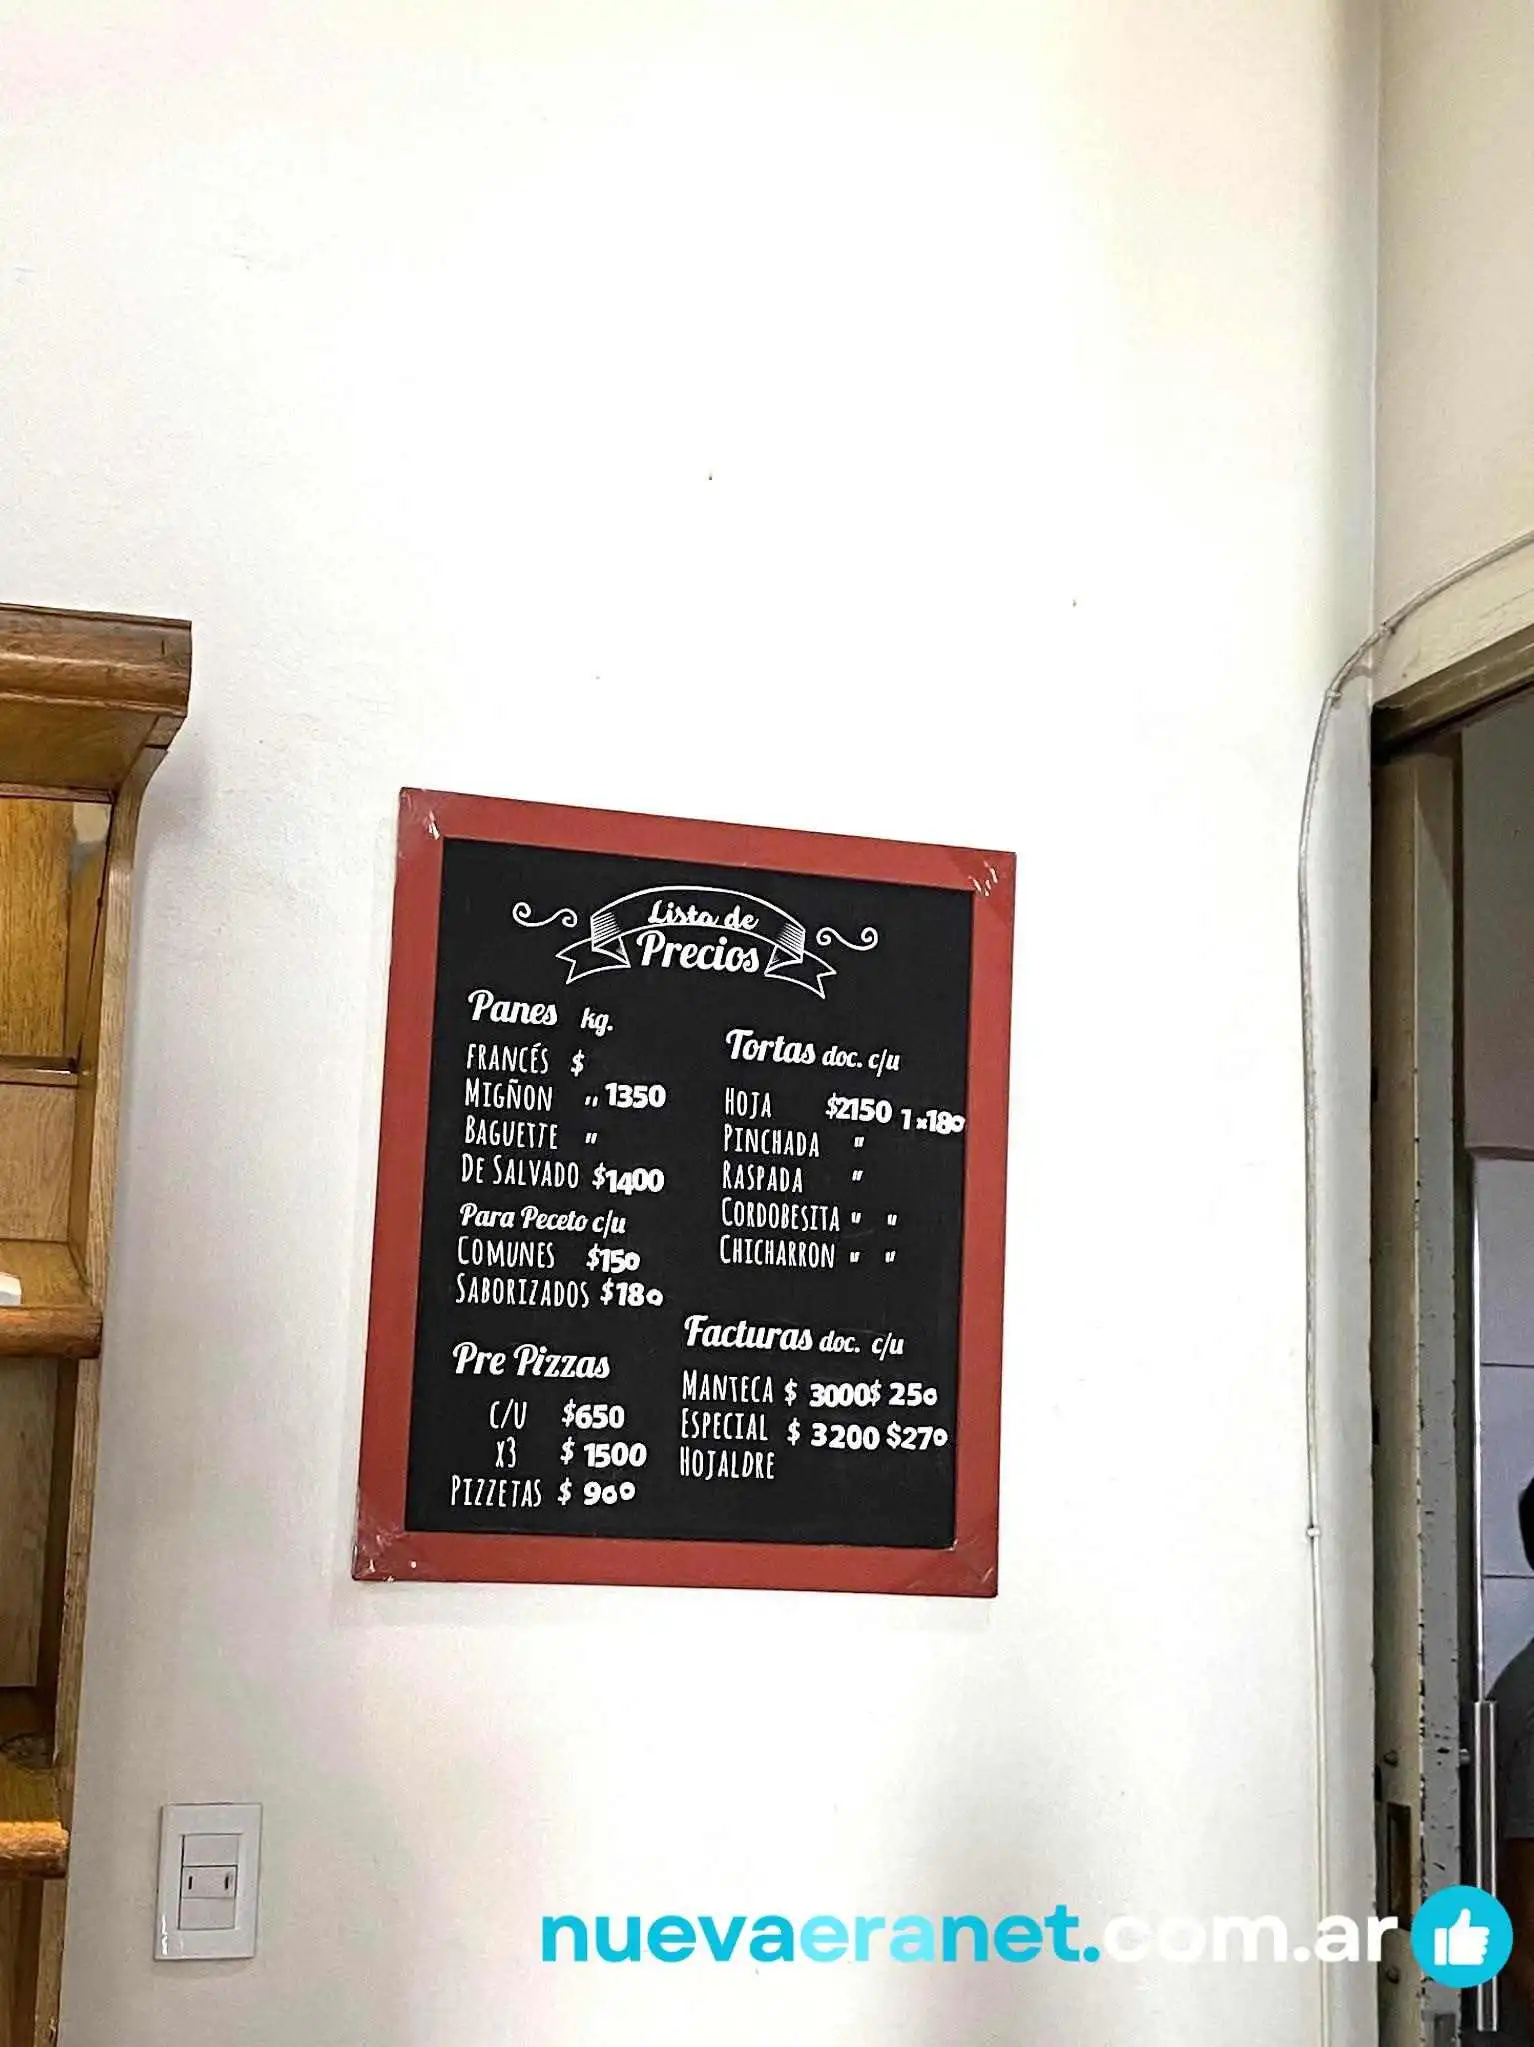 Lista de
Precios
Panes kg.
FRANCÉS $
MIGÑON " 1350
BAGUETTE "
DE SALVADO $1400
Para Peceto c/u
COMUNES $150
SABORIZADOS $180
Pre Pizzas
C/U $650
X3 $ 1500
PIZZETAS $ 900
Tortas doc. c/u
HOJA $2150 1x180
PINCHADA "
RASPADA "
CORDOBESITA " "
CHICHARRON " "
Facturas doc. c/u
MANTECA $ 3000 $ 250
ESPECIAL $ 3200 $270
HOJALDRE
nuevaeranet.com.ar